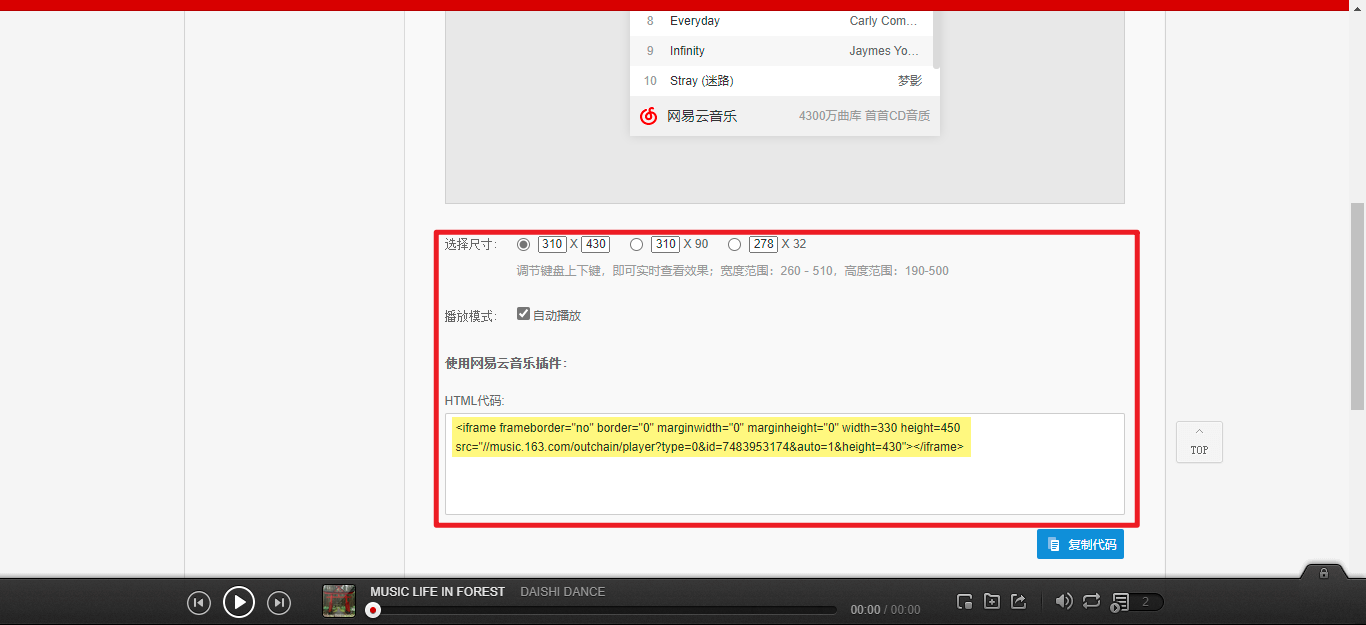 8 Everyday Carly Com...
9 Infinity Jaymes Yo...
10 Stray (迷路) 梦影
网易云音乐 4300万曲库 首首CD音质
选择尺寸： 310 X 430 310 X 90 278 X 32
调节键盘上下键，即可实时查看效果；宽度范围：260 - 510，高度范围：190-500
播放模式： 自动播放
使用网易云音乐插件：
HTML代码:
<iframe frameborder="no" border="0" marginwidth="0" marginheight="0" width=330 height=450
src="//music.163.com/outchain/player?type=0&id=7483953174&auto=1&height=430"></iframe>
TOP
复制代码
MUSIC LIFE IN FOREST DAISHI DANCE
00:00 / 00:00
2